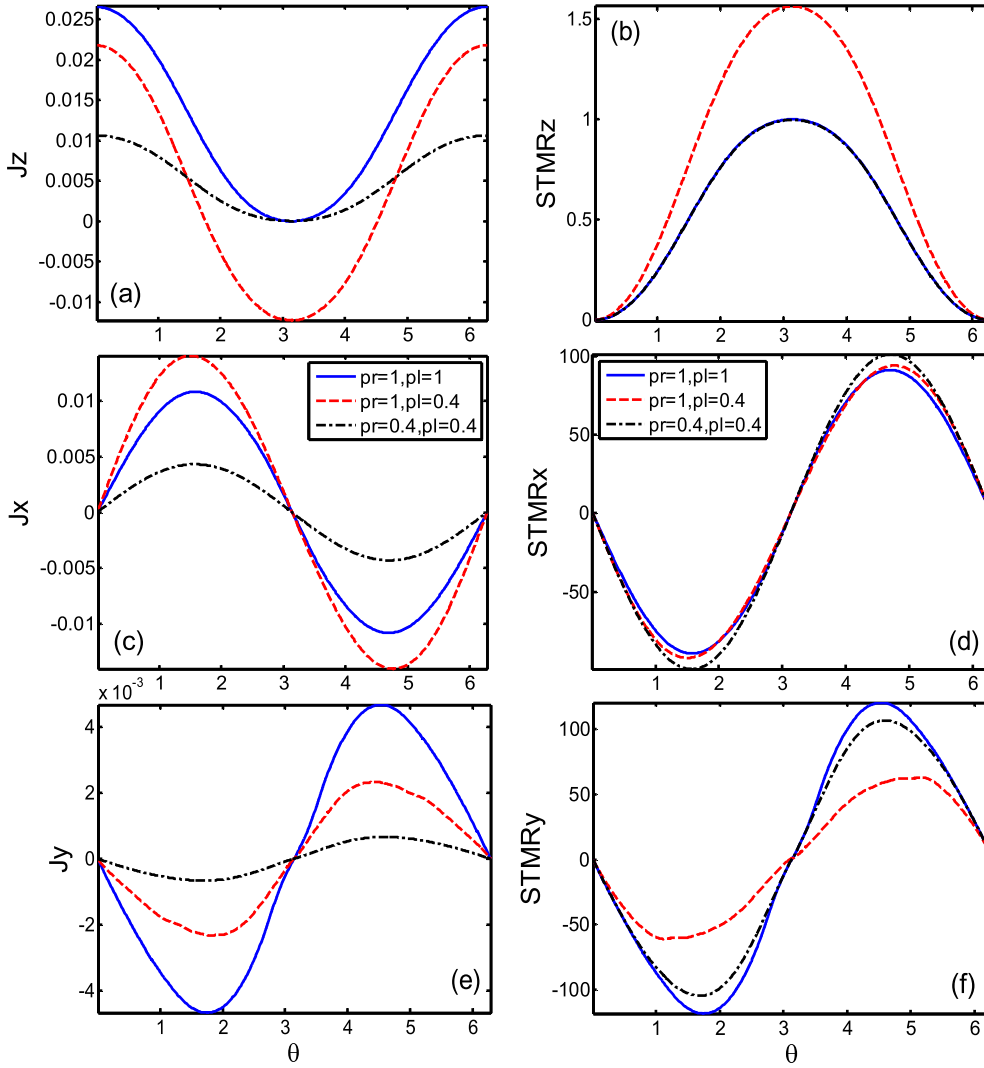 0.025
0.02
0.015
0.01
0.005
0
-0.005
-0.01
Jz
(a)
1 2 3 4 5 6
1.5
1
0.5
0
STMRz
(b)
1 2 3 4 5 6
0.01
0.005
0
-0.005
-0.01
Jx
pr=1,pl=1
pr=1,pl=0.4
pr=0.4,pl=0.4
(c)
1 2 3 4 5 6
100
50
0
-50
STMRx
pr=1,pl=1
pr=1,pl=0.4
pr=0.4,pl=0.4
(d)
1 2 3 4 5 6
x 10⁻³
4
2
0
-2
-4
Jy
(e)
1 2 3 4 5 6
θ
100
50
0
-50
-100
STMRy
(f)
1 2 3 4 5 6
θ